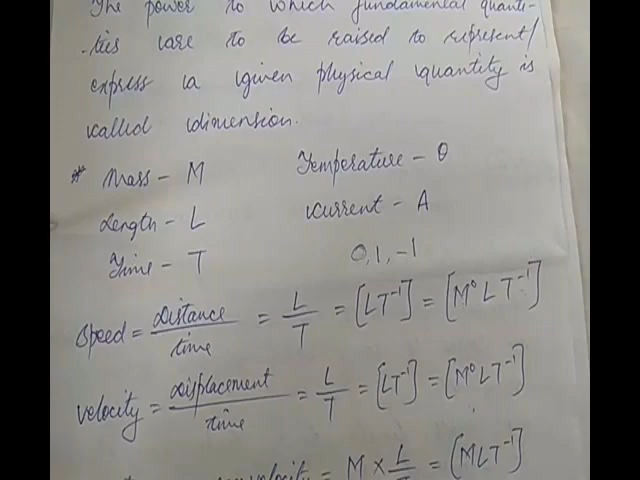 The power to which fundamental quanti-
-ties are to be raised to represent/
express a given physical quantity is
called dimension.
* Mass - M Temperature - θ
Length - L Current - A
Time - T 0, 1, -1
Speed = distance/time = L/T = [LT⁻¹] = [M⁰LT⁻¹]
Velocity = displacement/time = L/T = [LT⁻¹] = [M⁰LT⁻¹]
velocity = M × L/T = [MLT⁻¹]